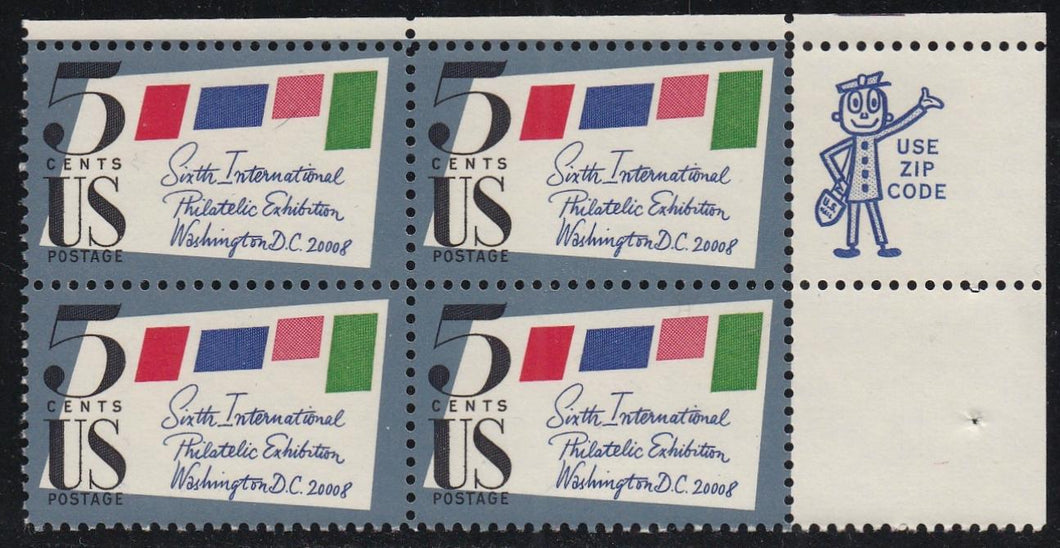 5
CENTS
US
POSTAGE
Sixth International
Philatelic Exhibition
Washington D.C. 20008
5
CENTS
US
POSTAGE
Sixth International
Philatelic Exhibition
Washington D.C. 20008
USE
ZIP
CODE
U.S.
5
CENTS
US
POSTAGE
Sixth International
Philatelic Exhibition
Washington D.C. 20008
5
CENTS
US
POSTAGE
Sixth International
Philatelic Exhibition
Washington D.C. 20008